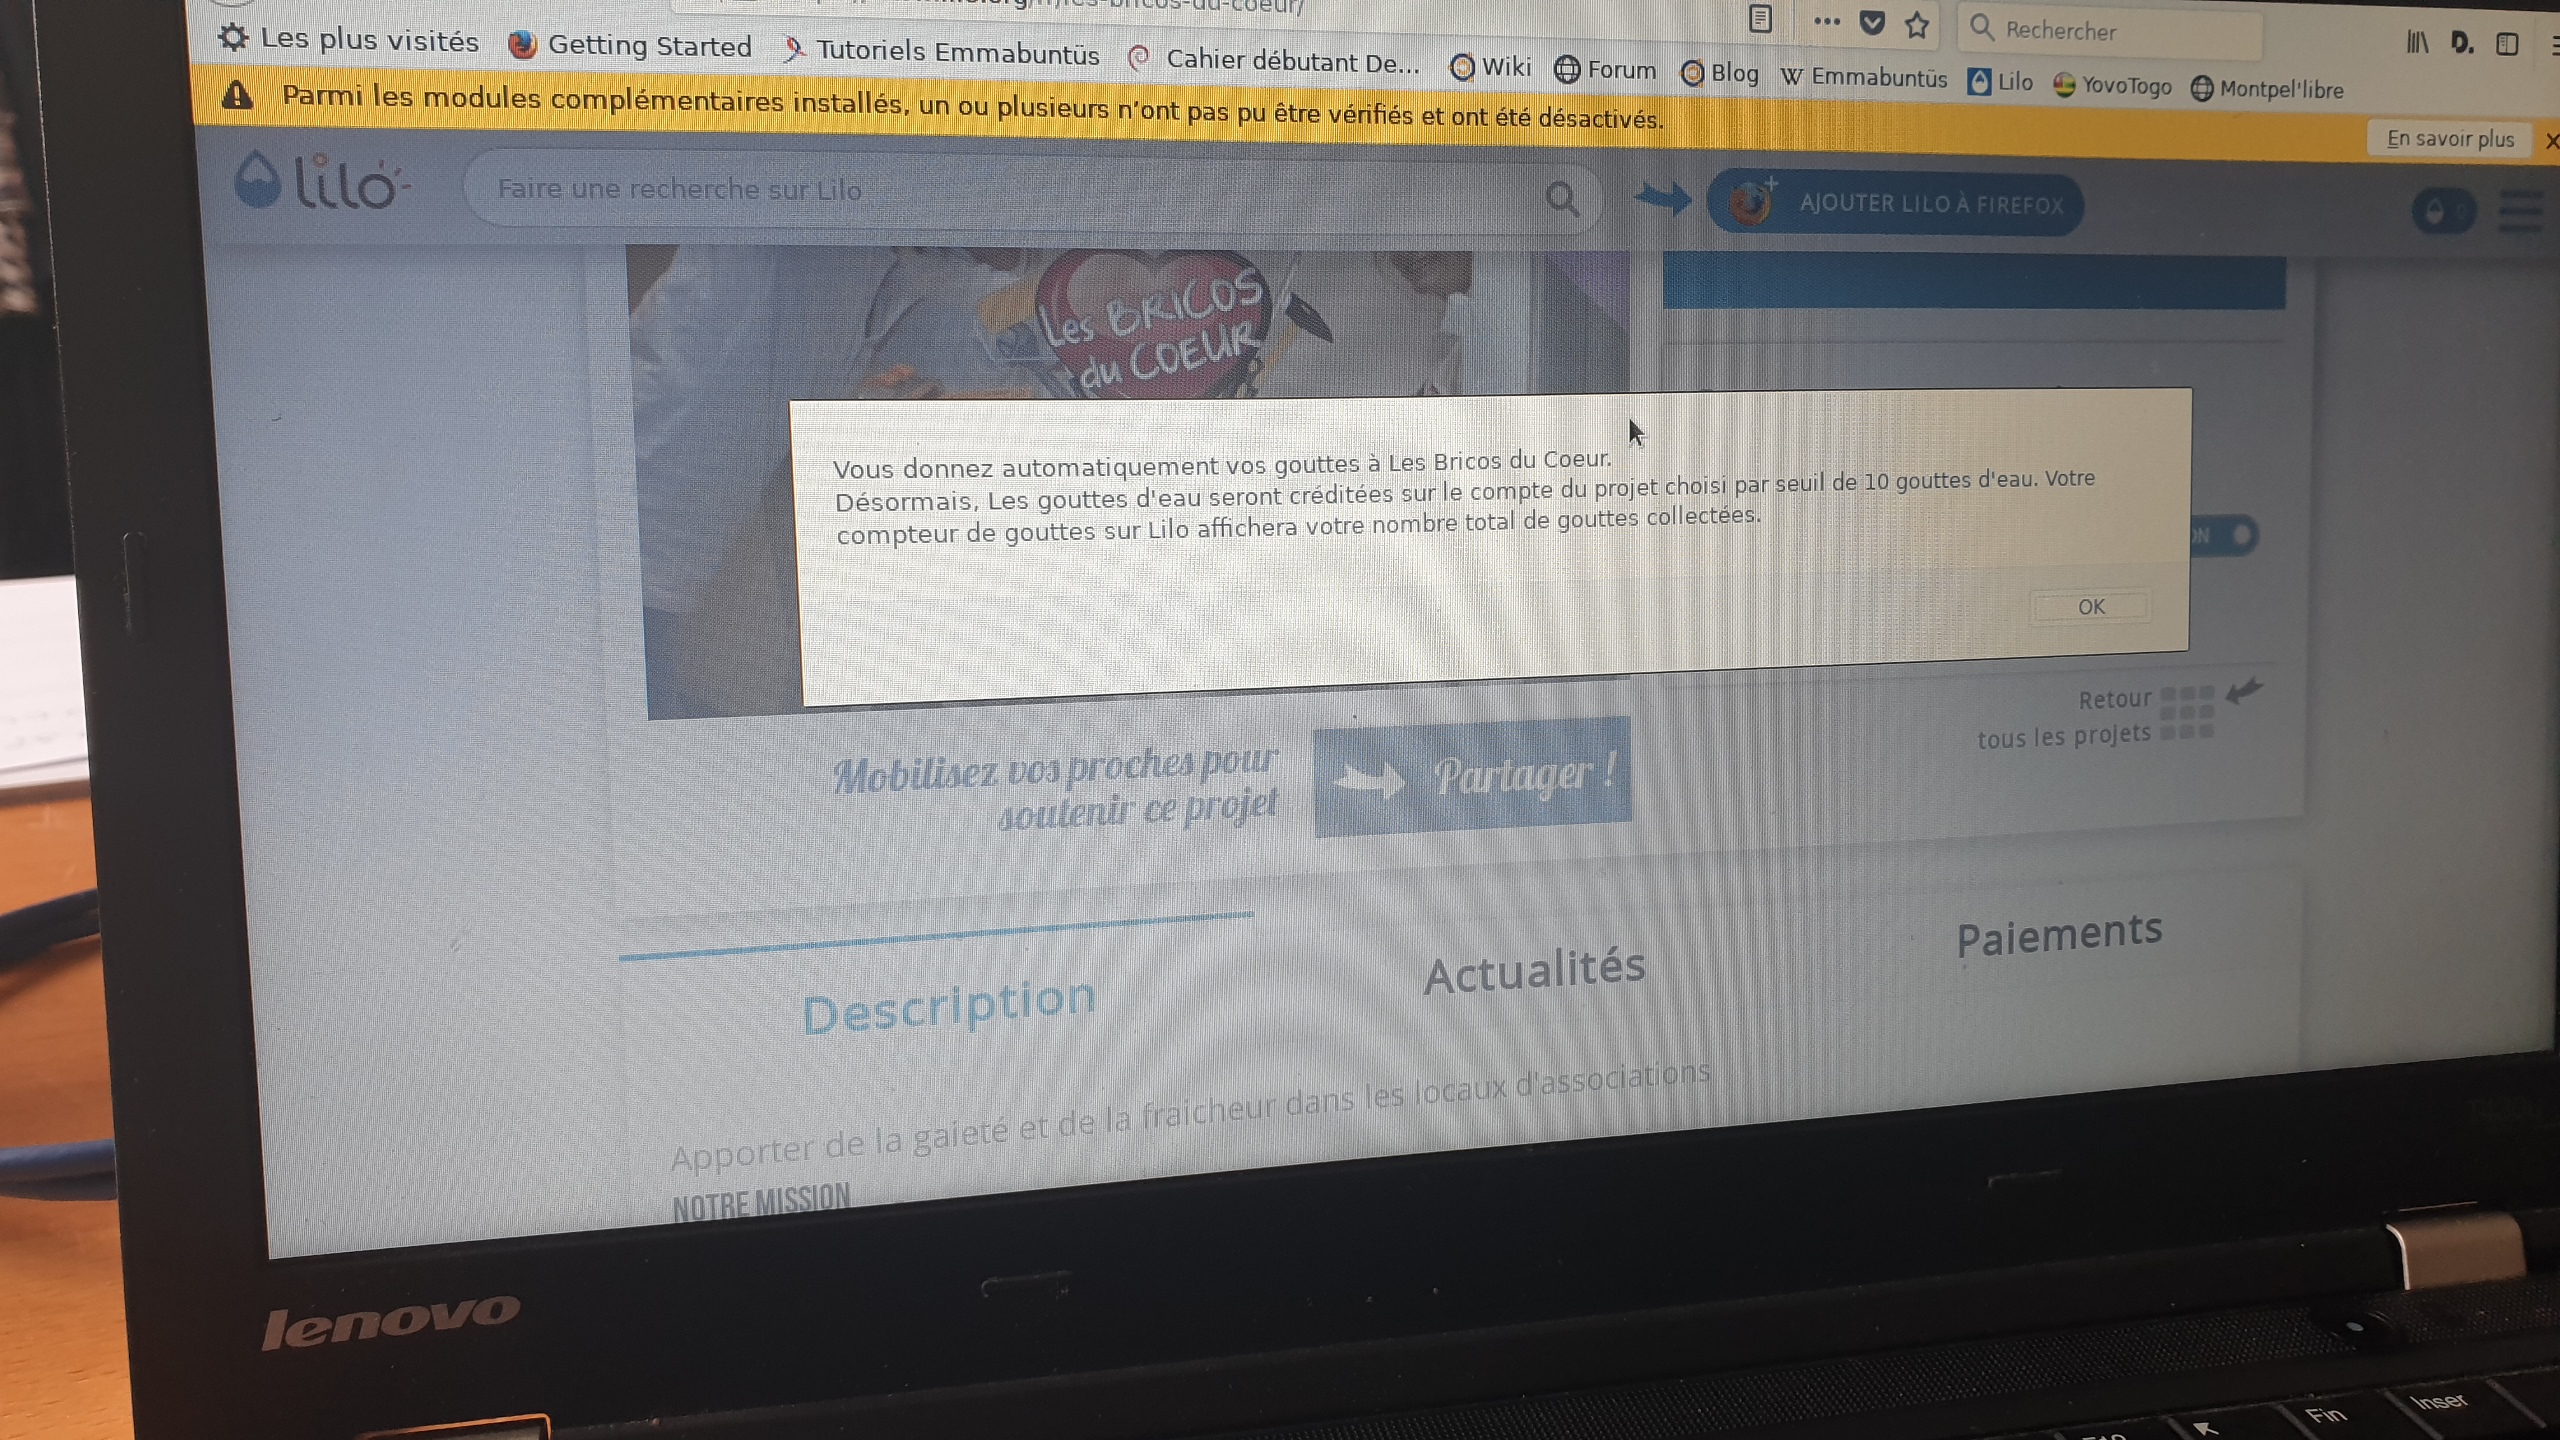 Rechercher
Les plus visités Getting Started Tutoriels Emmabuntüs Cahier débutant De... Wiki Forum Blog W Emmabuntüs Lilo YovoTogo Montpel'libre
D.
Parmi les modules complémentaires installés, un ou plusieurs n'ont pas pu être vérifiés et ont été désactivés.
En savoir plus
lilo
Faire une recherche sur Lilo
AJOUTER LILO À FIREFOX
Les BRICOS
du COEUR
Vous donnez automatiquement vos gouttes à Les Bricos du Coeur.
Désormais, Les gouttes d'eau seront créditées sur le compte du projet choisi par seuil de 10 gouttes d'eau. Votre
compteur de gouttes sur Lilo affichera votre nombre total de gouttes collectées.
OK
Retour
tous les projets
Mobilisez vos proches pour
soutenir ce projet
Partager !
Description
Actualités
Paiements
Apporter de la gaieté et de la fraicheur dans les locaux d'associations
NOTRE MISSION
lenovo
Fin
Inser